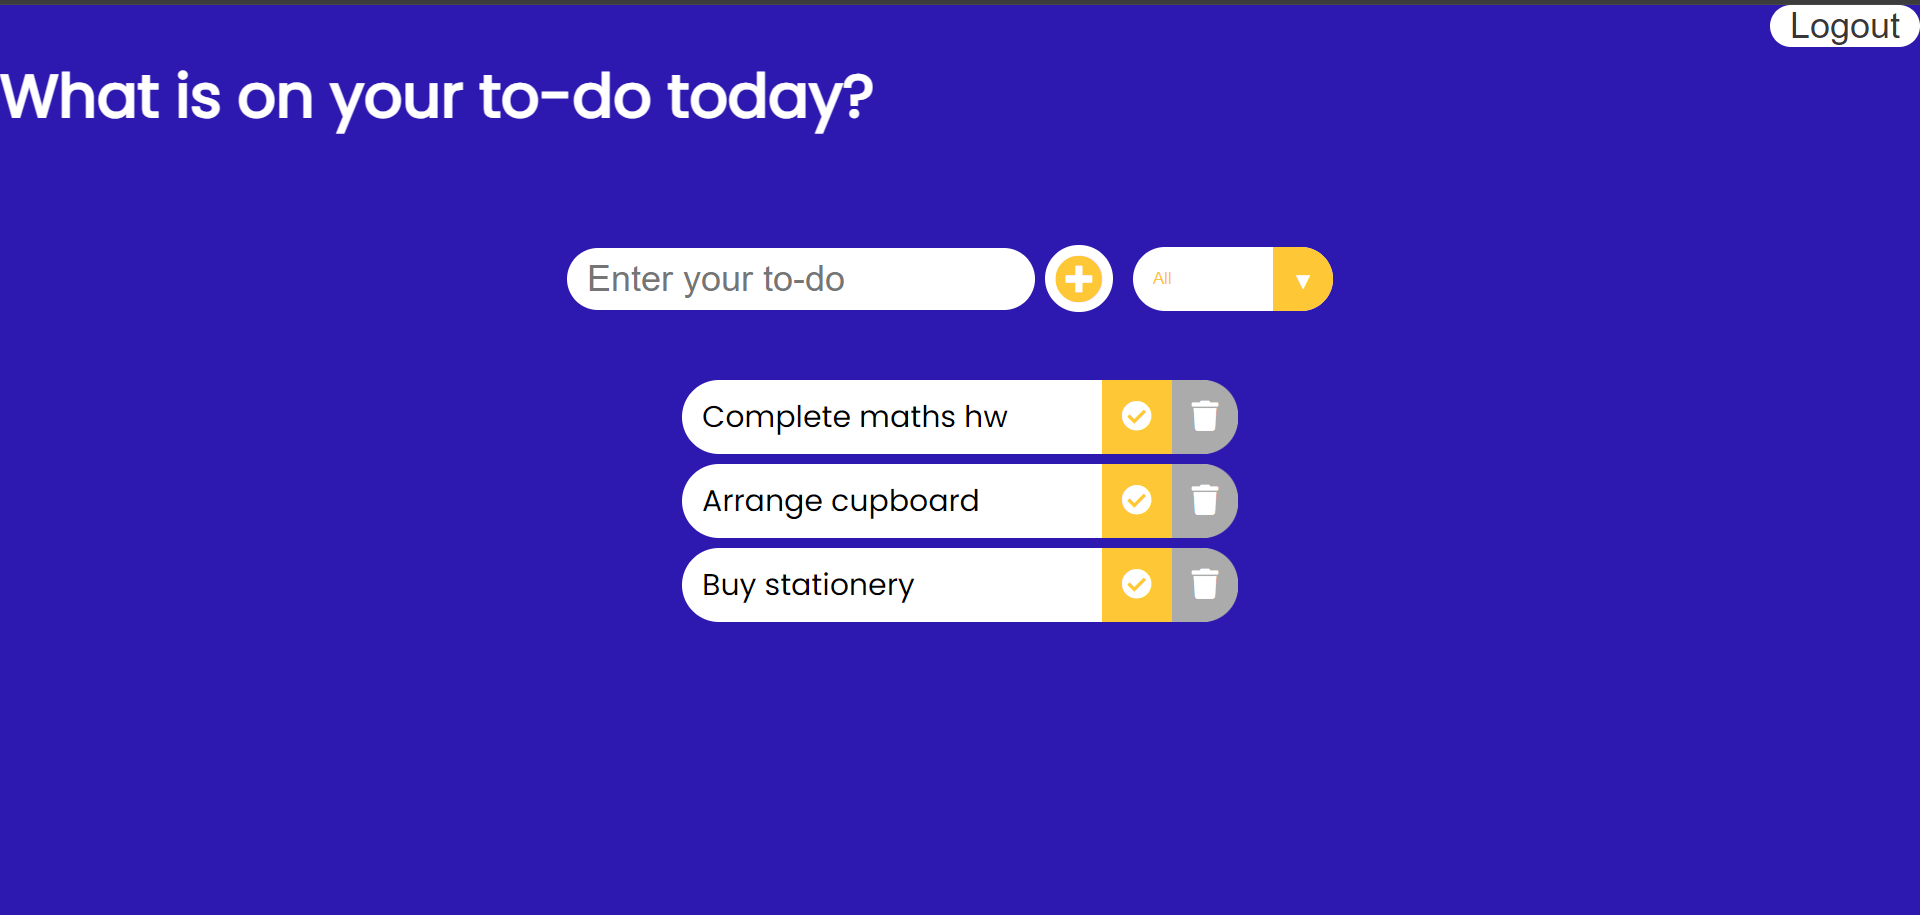 Logout
What is on your to-do today?
Enter your to-do
All
Complete maths hw
Arrange cupboard
Buy stationery